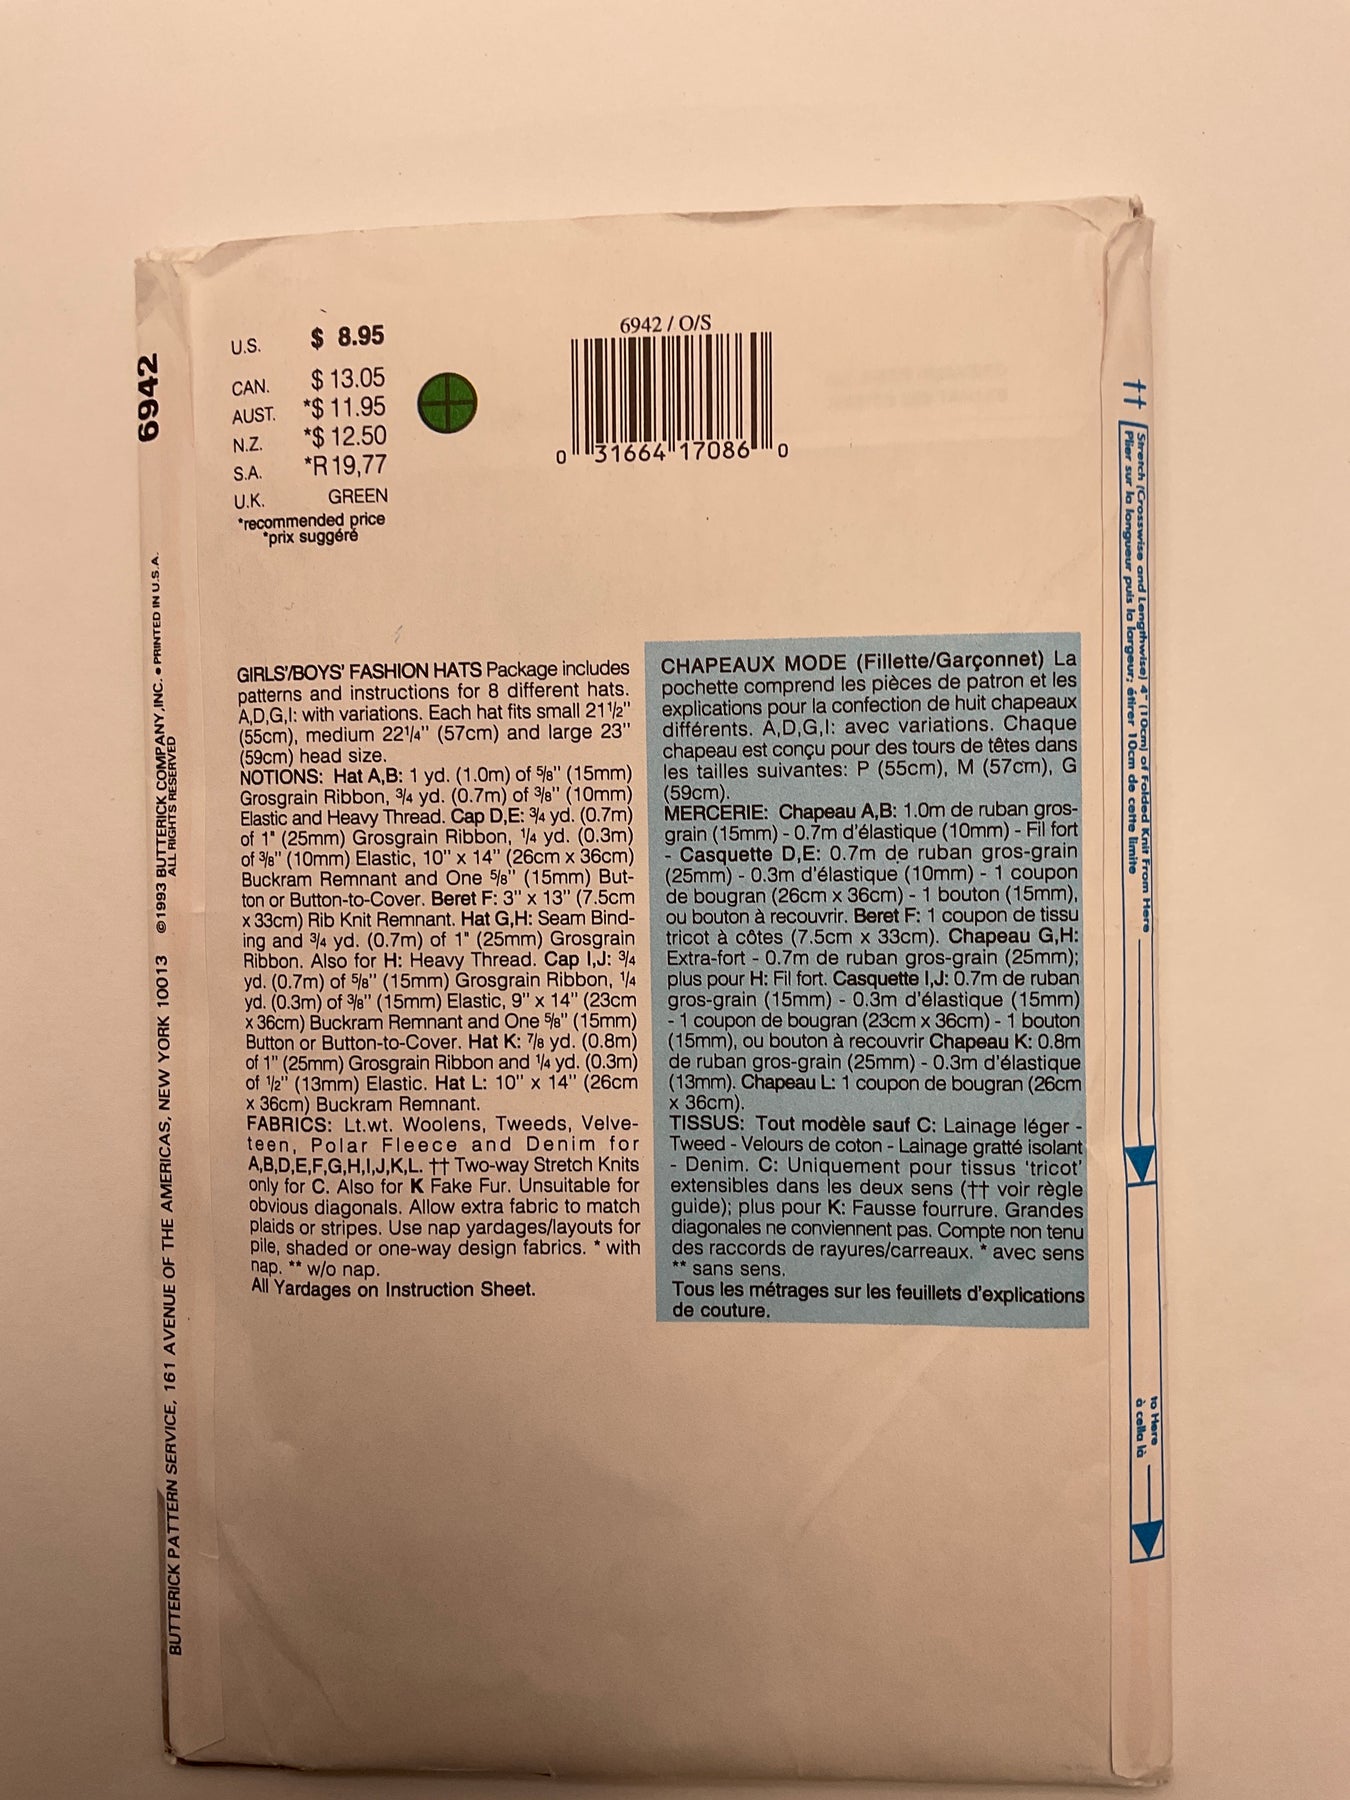 6942
©1993 BUTTERICK COMPANY, INC. • PRINTED IN U.S.A.
ALL RIGHTS RESERVED
BUTTERICK PATTERN SERVICE, 161 AVENUE OF THE AMERICAS, NEW YORK 10013
U.S. $ 8.95
CAN. $ 13.05
AUST. *$ 11.95
N.Z. *$ 12.50
S.A. *R 19,77
U.K. GREEN
*recommended price
*prix suggéré
6942 / O/S
0 31664 17086 0
GIRLS'/BOYS' FASHION HATS Package includes
patterns and instructions for 8 different hats.
A,D,G,I: with variations. Each hat fits small 21 1/2"
(55cm), medium 22 1/4" (57cm) and large 23"
(59cm) head size.
NOTIONS: Hat A,B: 1 yd. (1.0m) of 5/8" (15mm)
Grosgrain Ribbon, 3/4 yd. (0.7m) of 3/8" (10mm)
Elastic and Heavy Thread. Cap D,E: 3/4 yd. (0.7m)
of 1" (25mm) Grosgrain Ribbon, 1/4 yd. (0.3m)
of 3/8" (10mm) Elastic, 10" x 14" (26cm x 36cm)
Buckram Remnant and One 5/8" (15mm) But-
ton or Button-to-Cover. Beret F: 3" x 13" (7.5cm
x 33cm) Rib Knit Remnant. Hat G,H: Seam Bind-
ing and 3/4 yd. (0.7m) of 1" (25mm) Grosgrain
Ribbon. Also for H: Heavy Thread. Cap I,J: 3/4
yd. (0.7m) of 5/8" (15mm) Grosgrain Ribbon, 1/4
yd. (0.3m) of 3/8" (15mm) Elastic, 9" x 14" (23cm
x 36cm) Buckram Remnant and One 5/8" (15mm)
Button or Button-to-Cover. Hat K: 7/8 yd. (0.8m)
of 1" (25mm) Grosgrain Ribbon and 1/4 yd. (0.3m)
of 1/2" (13mm) Elastic. Hat L: 10" x 14" (26cm
x 36cm) Buckram Remnant.
FABRICS: Lt.wt. Woolens, Tweeds, Velve-
teen, Polar Fleece and Denim for
A,B,D,E,F,G,H,I,J,K,L. †† Two-way Stretch Knits
only for C. Also for K Fake Fur. Unsuitable for
obvious diagonals. Allow extra fabric to match
plaids or stripes. Use nap yardages/layouts for
pile, shaded or one-way design fabrics. * with
nap. ** w/o nap.
All Yardages on Instruction Sheet.
CHAPEAUX MODE (Fillette/Garçonnet) La
pochette comprend les pièces de patron et les
explications pour la confection de huit chapeaux
différents. A,D,G,I: avec variations. Chaque
chapeau est conçu pour des tours de têtes dans
les tailles suivantes: P (55cm), M (57cm), G
(59cm).
MERCERIE: Chapeau A,B: 1.0m de ruban gros-
grain (15mm) - 0.7m d'élastique (10mm) - Fil fort
- Casquette D,E: 0.7m de ruban gros-grain
(25mm) - 0.3m d'élastique (10mm) - 1 coupon
de bougran (26cm x 36cm) - 1 bouton (15mm),
ou bouton à recouvrir. Beret F: 1 coupon de tissu
tricot à côtes (7.5cm x 33cm). Chapeau G,H:
Extra-fort - 0.7m de ruban gros-grain (25mm);
plus pour H: Fil fort. Casquette I,J: 0.7m de ruban
gros-grain (15mm) - 0.3m d'élastique (15mm)
- 1 coupon de bougran (23cm x 36cm) - 1 bouton
(15mm), ou bouton à recouvrir Chapeau K: 0.8m
de ruban gros-grain (25mm) - 0.3m d'élastique
(13mm). Chapeau L: 1 coupon de bougran (26cm
x 36cm).
TISSUS: Tout modèle sauf C: Lainage léger -
Tweed - Velours de coton - Lainage gratté isolant
- Denim. C: Uniquement pour tissus 'tricot'
extensibles dans les deux sens (†† voir règle
guide); plus pour K: Fausse fourrure. Grandes
diagonales ne conviennent pas. Compte non tenu
des raccords de rayures/carreaux. * avec sens
** sans sens.
Tous les métrages sur les feuillets d'explications
de couture.
††
Stretch (Crosswise and Lengthwise) 4" (10cm) of Folded Knit From Here
Plier sur la longueur puis la largeur; étirer 10cm de cette limite
to Here
à cella là